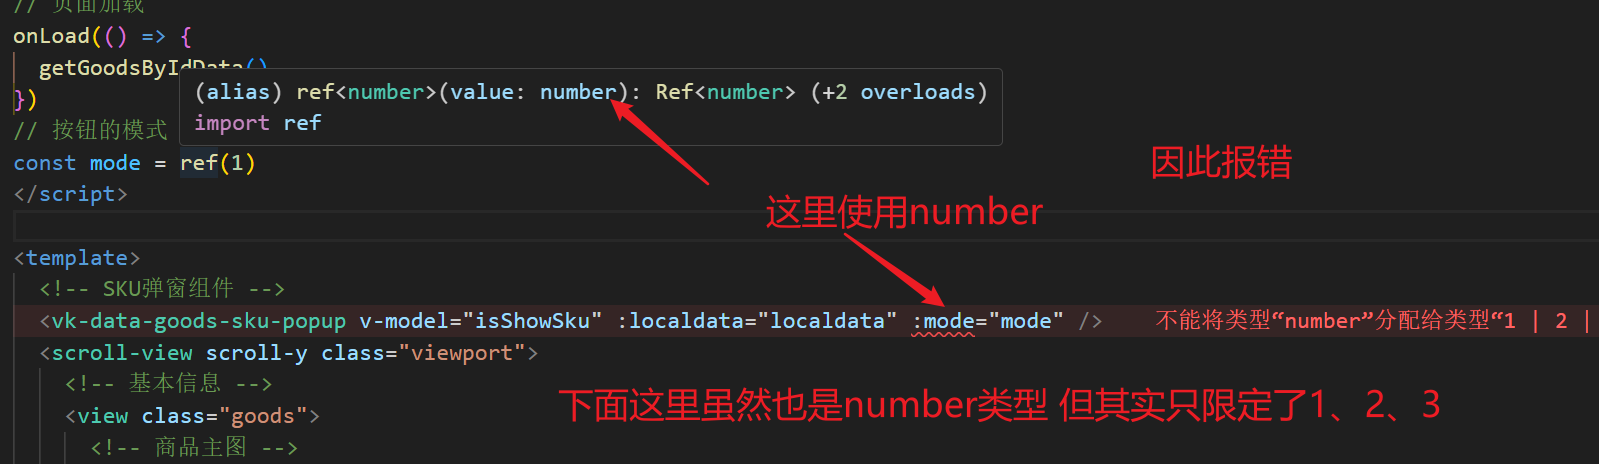 // 页面加载
onLoad(() => {
getGoodsByIdData()
(alias) ref<number>(value: number): Ref<number> (+2 overloads)
})
import ref
// 按钮的模式
const mode = ref(1)
因此报错
</script>
这里使用number
<template>
<!-- SKU弹窗组件 -->
<vk-data-goods-sku-popup v-model="isShowSku" :localdata="localdata" :mode="mode" /> 不能将类型“number”分配给类型“1 | 2 |
<scroll-view scroll-y class="viewport">
<!-- 基本信息 -->
下面这里虽然也是number类型 但其实只限定了1、2、3
<view class="goods">
<!-- 商品主图 -->